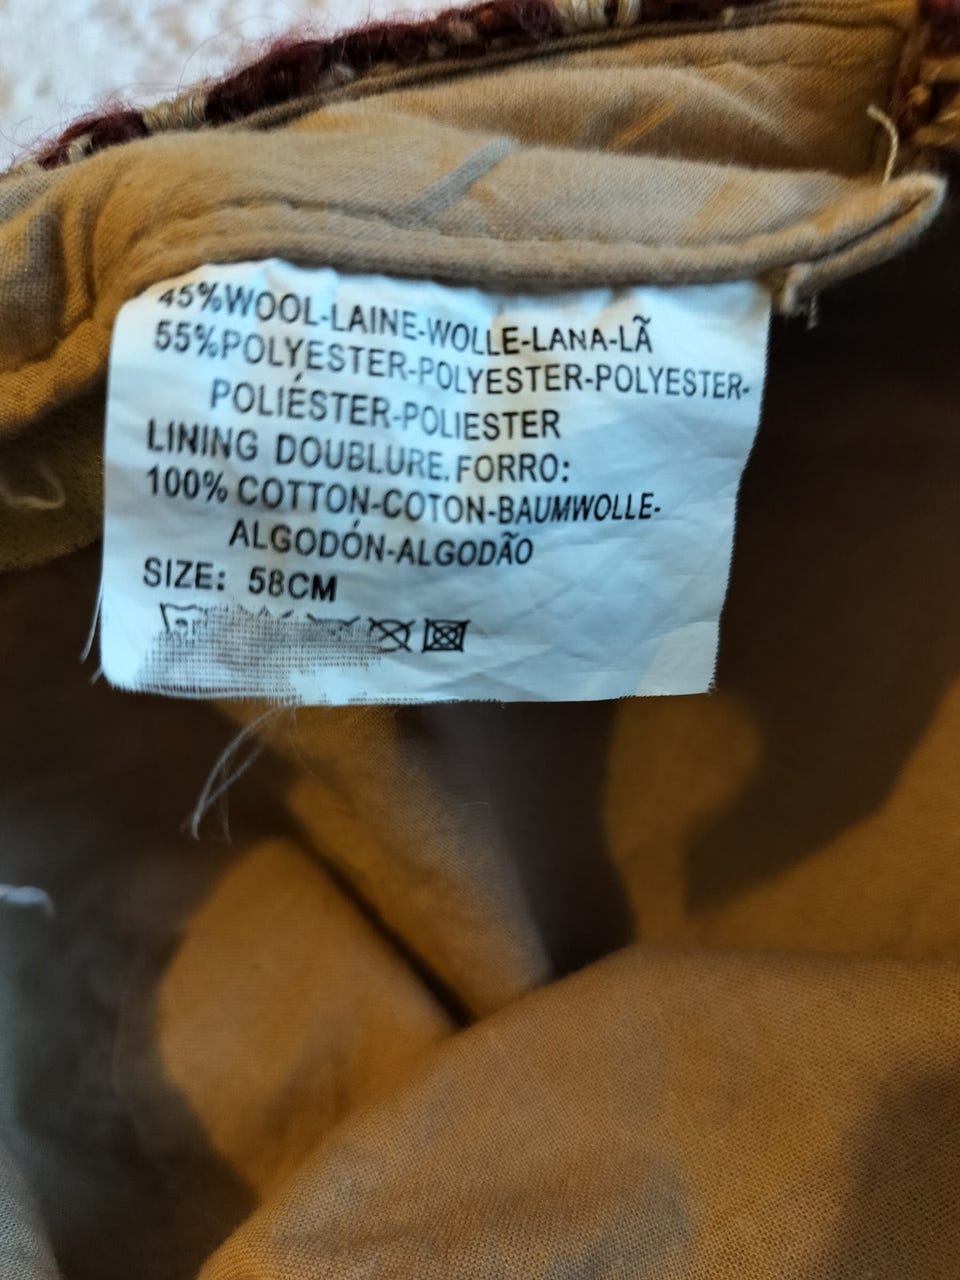 45%WOOL-LAINE-WOLLE-LANA-LÃ
55%POLYESTER-POLYESTER-POLYESTER-
POLIÉSTER-POLIESTER
LINING DOUBLURE.FORRO:
100% COTTON-COTON-BAUMWOLLE-
ALGODÓN-ALGODÃO
SIZE: 58CM